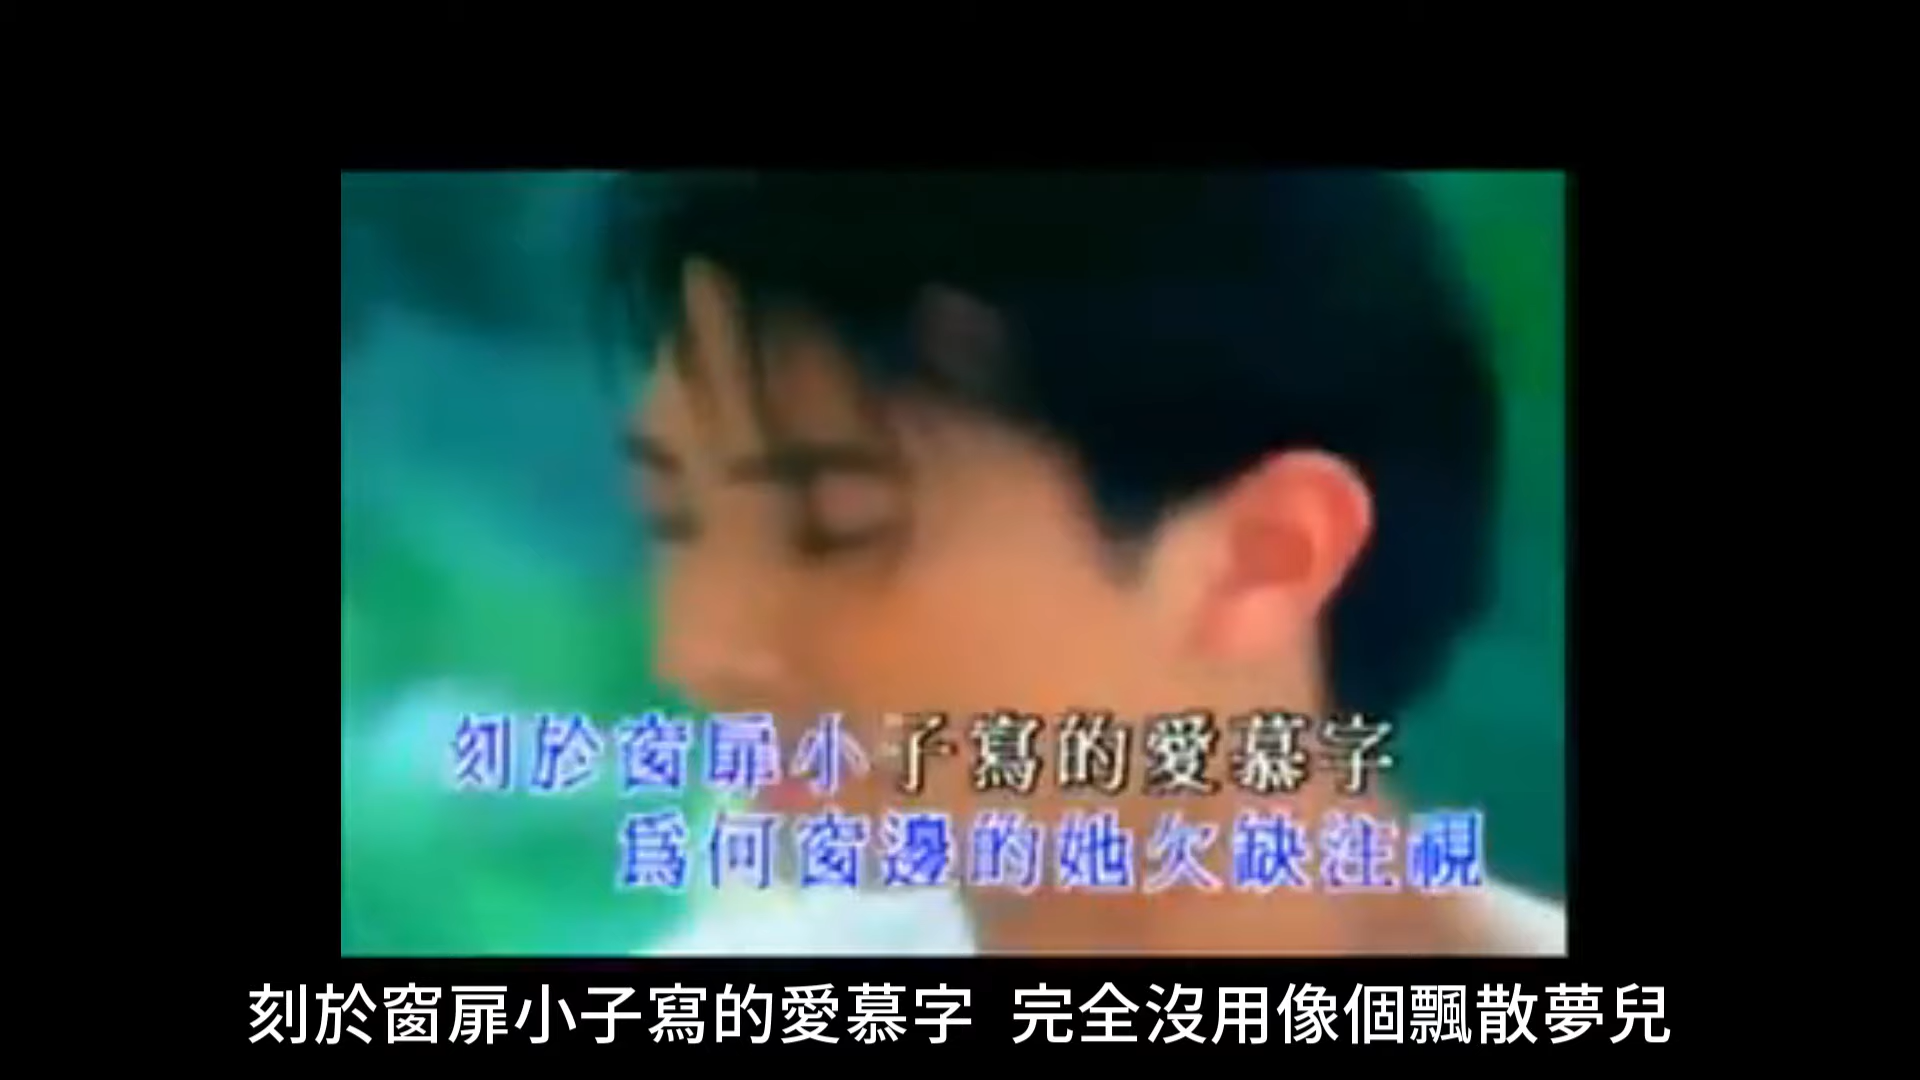 刻於窗扉小子寫的愛慕字
爲何窗邊的她欠缺注視
刻於窗扉小子寫的愛慕字 完全沒用像個飄散夢兒